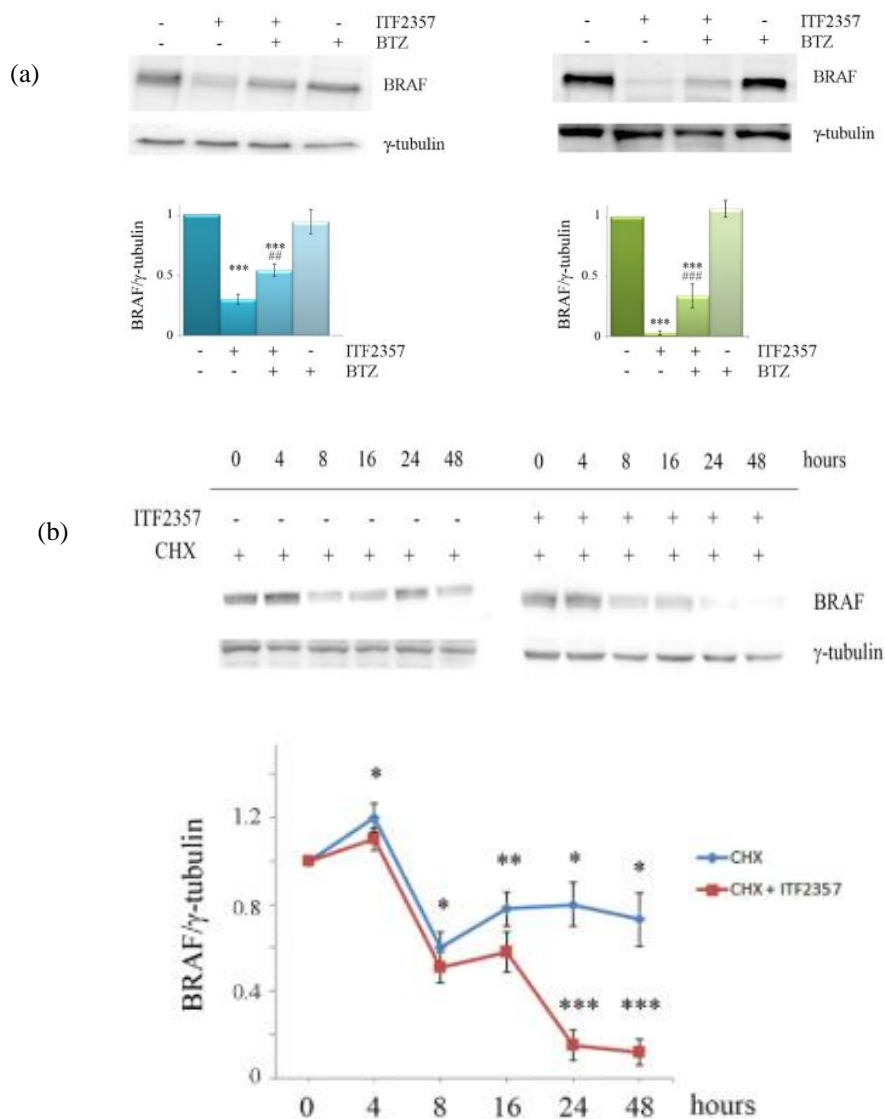 (a)
- + + - ITF2357
- - + + BTZ
BRAF
γ-tubulin
BRAF/γ-tubulin
1
0.5
0
*** *** ##
- + + - ITF2357
- - + + BTZ
- + + - ITF2357
- - + + BTZ
BRAF
γ-tubulin
BRAF/γ-tubulin
1
0.5
0
*** *** ###
- + + - ITF2357
- - + + BTZ
(b)
0 4 8 16 24 48 0 4 8 16 24 48 hours
ITF2357 - - - - - - + + + + + +
CHX + + + + + + + + + + + +
BRAF
γ-tubulin
BRAF/γ-tubulin
1.2
0.8
0.4
0
* * ** * *
*** ***
CHX
CHX + ITF2357
0 4 8 16 24 48 hours